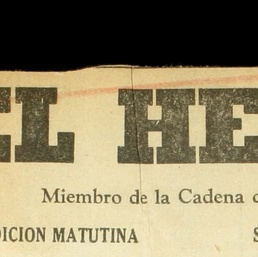 EL HE
Miembro de la Cadena
DICION MATUTINA S